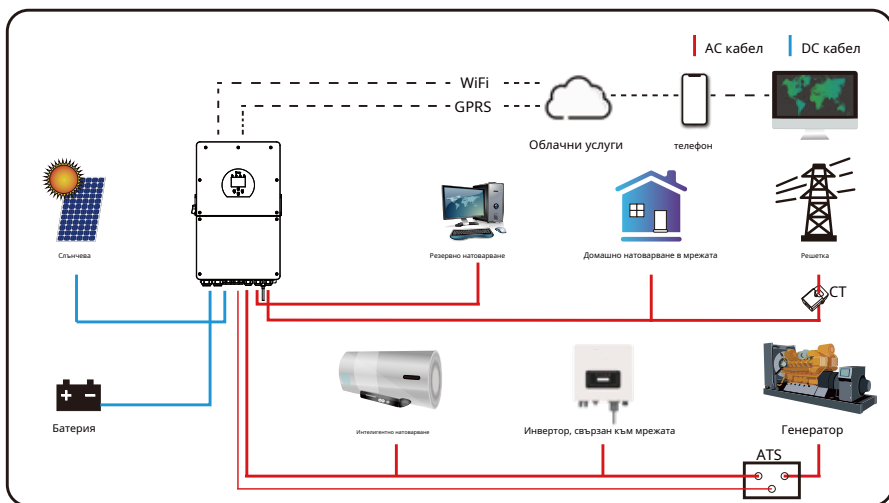 AC кабел
DC кабел
WiFi
GPRS
Облачни услуги
телефон
Слънчева
Резервно натоварване
Домашно натоварване в мрежата
Решетка
CT
Батерия
Интелигентно натоварване
Инвертор, свързан към мрежата
Генератор
ATS